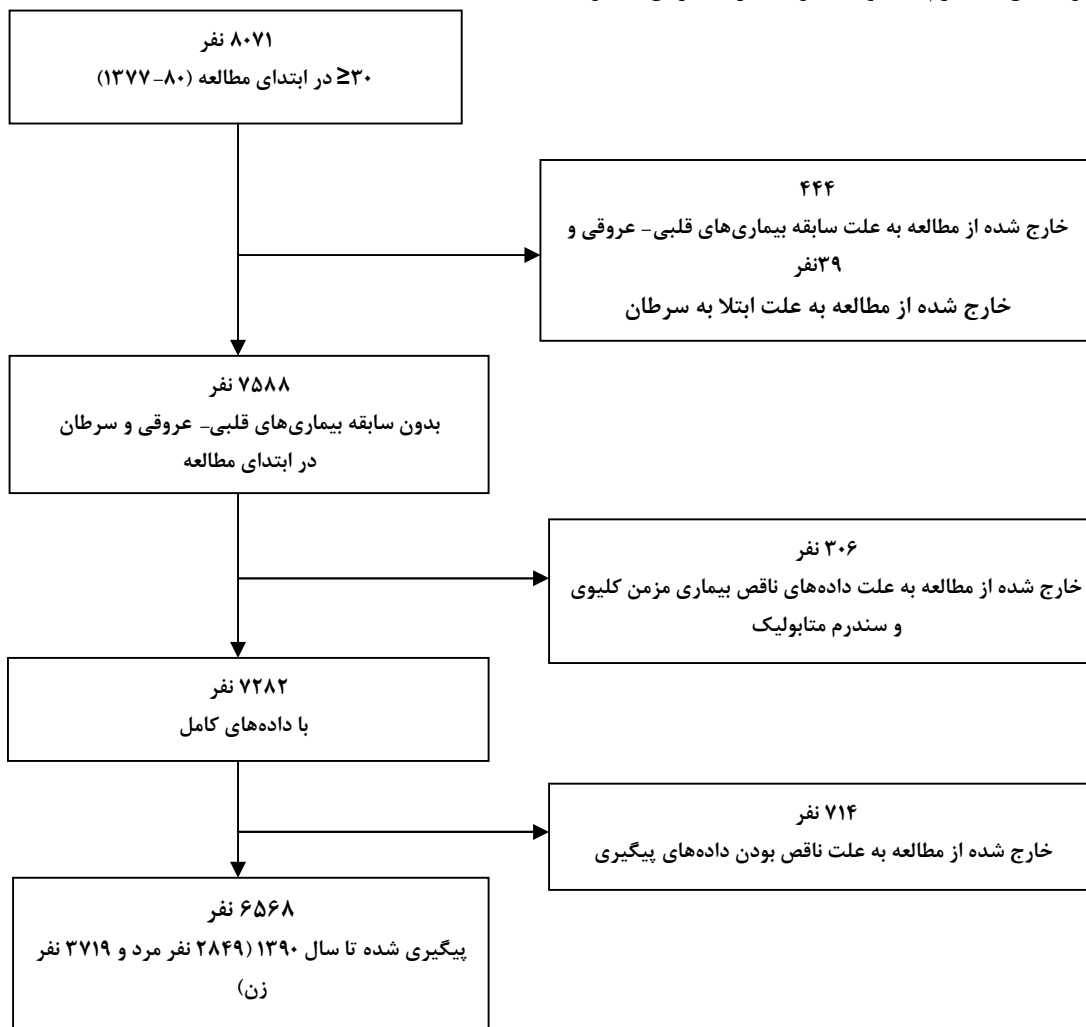 ۸۰۷۱ نفر
≥۳۰ در ابتدای مطالعه (۸۰-۱۳۷۷)
۴۴۴
خارج شده از مطالعه به علت سابقه بیماری‌های قلبی- عروقی و
۳۹نفر
خارج شده از مطالعه به علت ابتلا به سرطان
۷۵۸۸ نفر
بدون سابقه بیماری‌های قلبی- عروقی و سرطان
در ابتدای مطالعه
۳۰۶ نفر
خارج شده از مطالعه به علت داده‌های ناقص بیماری مزمن کلیوی
و سندرم متابولیک
۷۲۸۲ نفر
با داده‌های کامل
۷۱۴ نفر
خارج شده از مطالعه به علت ناقص بودن داده‌های پیگیری
۶۵۶۸ نفر
پیگیری شده تا سال ۱۳۹۰ (۲۸۴۹ نفر مرد و ۳۷۱۹ نفر
زن)